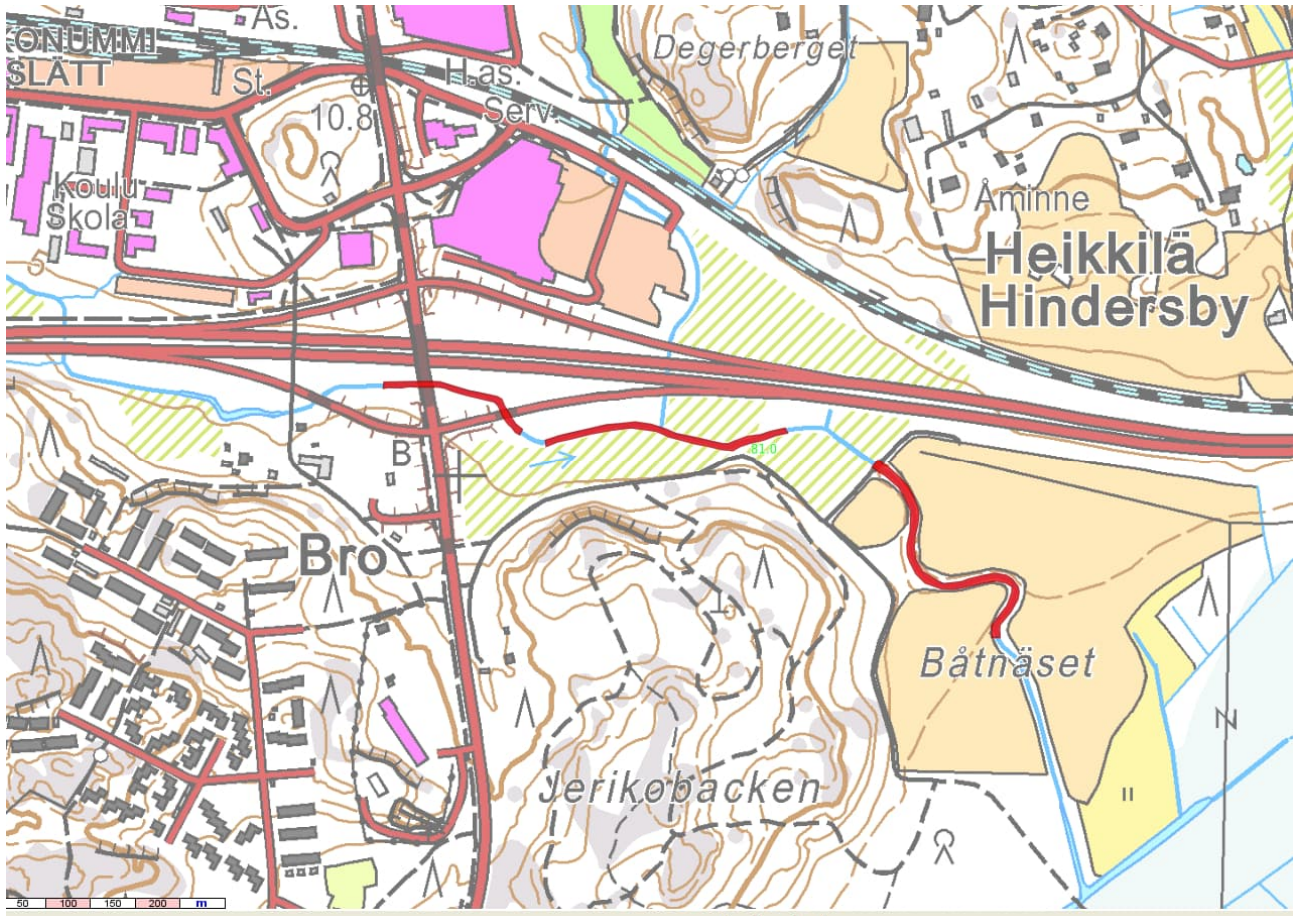 As.
KONUMMI
SLÄTT
St.
H.as.
Serv.
10.8
Degerberget
Koulu
Skola
5
Åminne
Heikkilä
Hindersby
B
81.0
Bro
Båtnäset
Jerikobacken
50 100 150 200 m